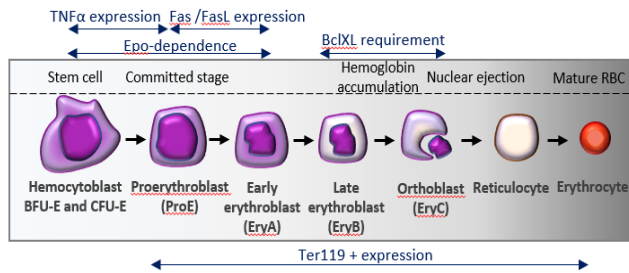 TNFα expression Fas /FasL expression
Epo-dependence BclXL requirement
Stem cell Committed stage Hemoglobin accumulation Nuclear ejection Mature RBC
Hemocytoblast
BFU-E and CFU-E
Proerythroblast
(ProE)
Early
erythroblast
(EryA)
Late
erythroblast
(EryB)
Orthoblast
(EryC)
Reticulocyte
Erythrocyte
Ter119 + expression